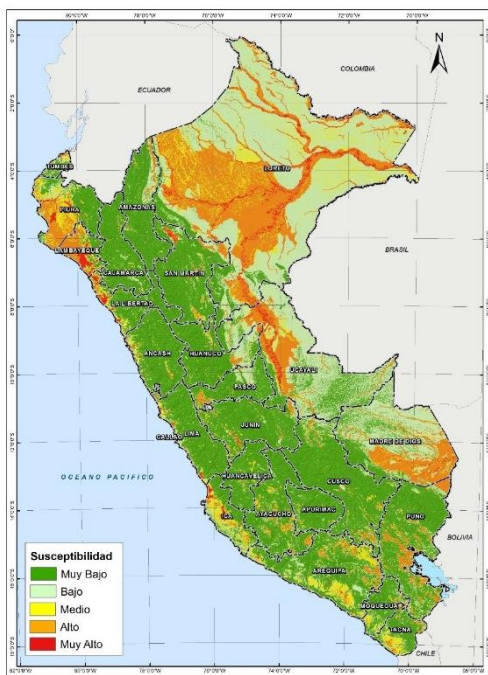 N
COLOMBIA
ECUADOR
TUMBES
LORETO
PIURA
AMAZONAS
LAMBAYEQUE
BRASIL
CAJAMARCA
SAN MARTIN
LA LIBERTAD
ANCASH
HUANUCO
UCAYALI
PASCO
JUNIN
MADRE DE DIOS
CALLAO
LIMA
CUSCO
HUANCAVELICA
OCEANO PACIFICO
AYACUCHO
APURIMAC
PUNO
ICA
BOLIVIA
AREQUIPA
MOQUEGUA
TACNA
CHILE
Susceptibilidad
Muy Bajo
Bajo
Medio
Alto
Muy Alto